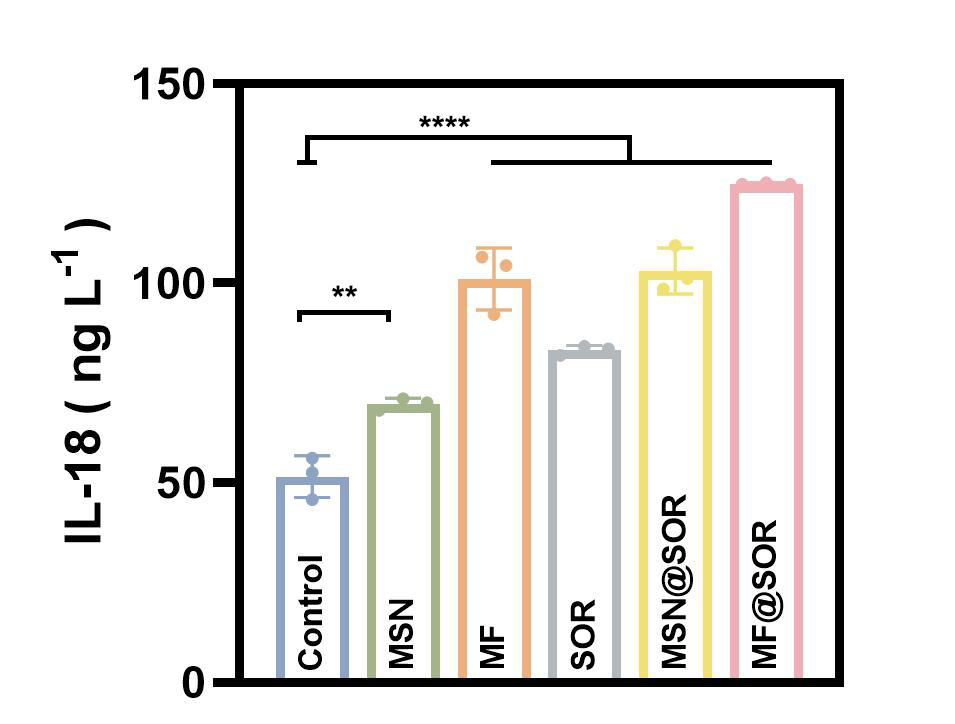 150
100
50
0
IL-18 ( ng L⁻¹ )
****
**
Control
MSN
MF
SOR
MSN@SOR
MF@SOR